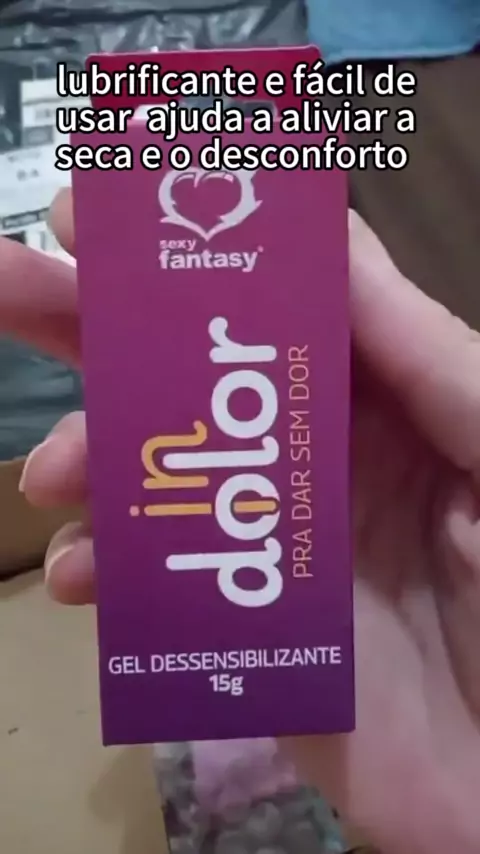 lubrificante e fácil de
usar ajuda a aliviar a
seca e o desconforto
sexy
fantasy
in
dolor
PRA DAR SEM DOR
GEL DESSENSIBILIZANTE
15g